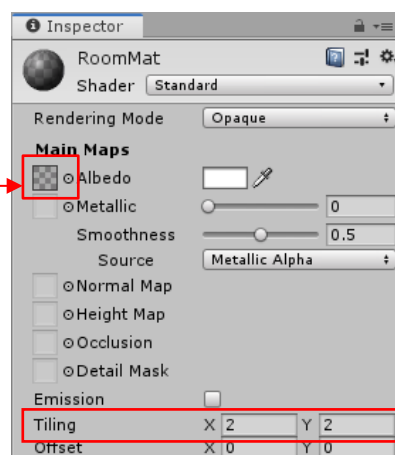 Inspector
RoomMat
Shader Standard
Rendering Mode Opaque
Main Maps
Albedo
Metallic 0
Smoothness 0.5
Source Metallic Alpha
Normal Map
Height Map
Occlusion
Detail Mask
Emission
Tiling X 2 Y 2
Offset X 0 Y 0